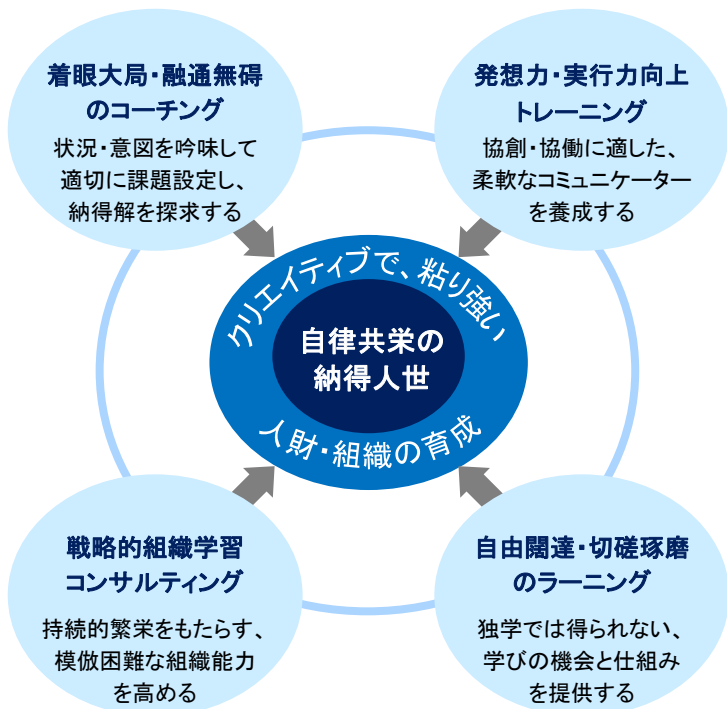 着眼大局・融通無碍
のコーチング
状況・意図を吟味して
適切に課題設定し、
納得解を探求する
発想力・実行力向上
トレーニング
協創・協働に適した、
柔軟なコミュニケーター
を養成する
クリエイティブで、粘り強い
自律共栄の
納得人世
人財・組織の育成
戦略的組織学習
コンサルティング
持続的繁栄をもたらす、
模倣困難な組織能力
を高める
自由闊達・切磋琢磨
のラーニング
独学では得られない、
学びの機会と仕組み
を提供する